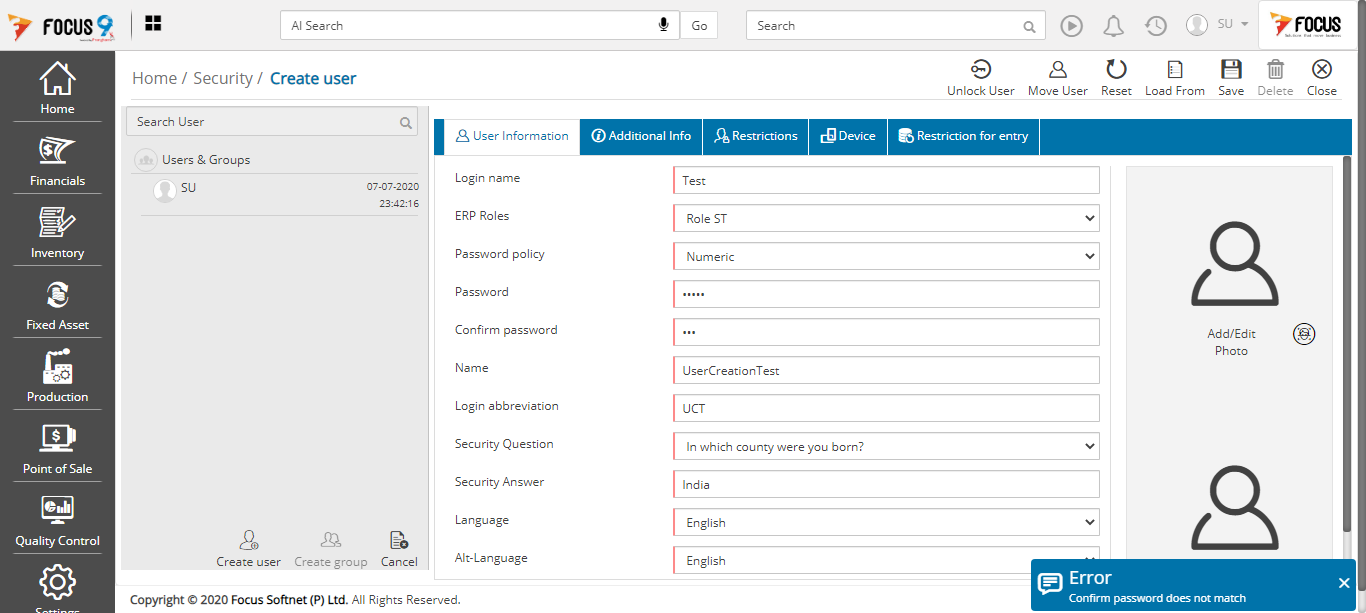 FOCUS 9
AI Search
Go
Search
SU
FOCUS
Home / Security / Create user
Unlock User
Move User
Reset
Load From
Save
Delete
Close
Home
Financials
Inventory
Fixed Asset
Production
Point of Sale
Quality Control
Settings
Search User
Users & Groups
SU
07-07-2020
23:42:16
Create user
Create group
Cancel
User Information
Additional Info
Restrictions
Device
Restriction for entry
Login name
Test
ERP Roles
Role ST
Password policy
Numeric
Password
•••••
Confirm password
•••
Name
UserCreationTest
Login abbreviation
UCT
Security Question
In which county were you born?
Security Answer
India
Language
English
Alt-Language
English
Add/Edit
Photo
Error
Confirm password does not match
Copyright © 2020 Focus Softnet (P) Ltd. All Rights Reserved.